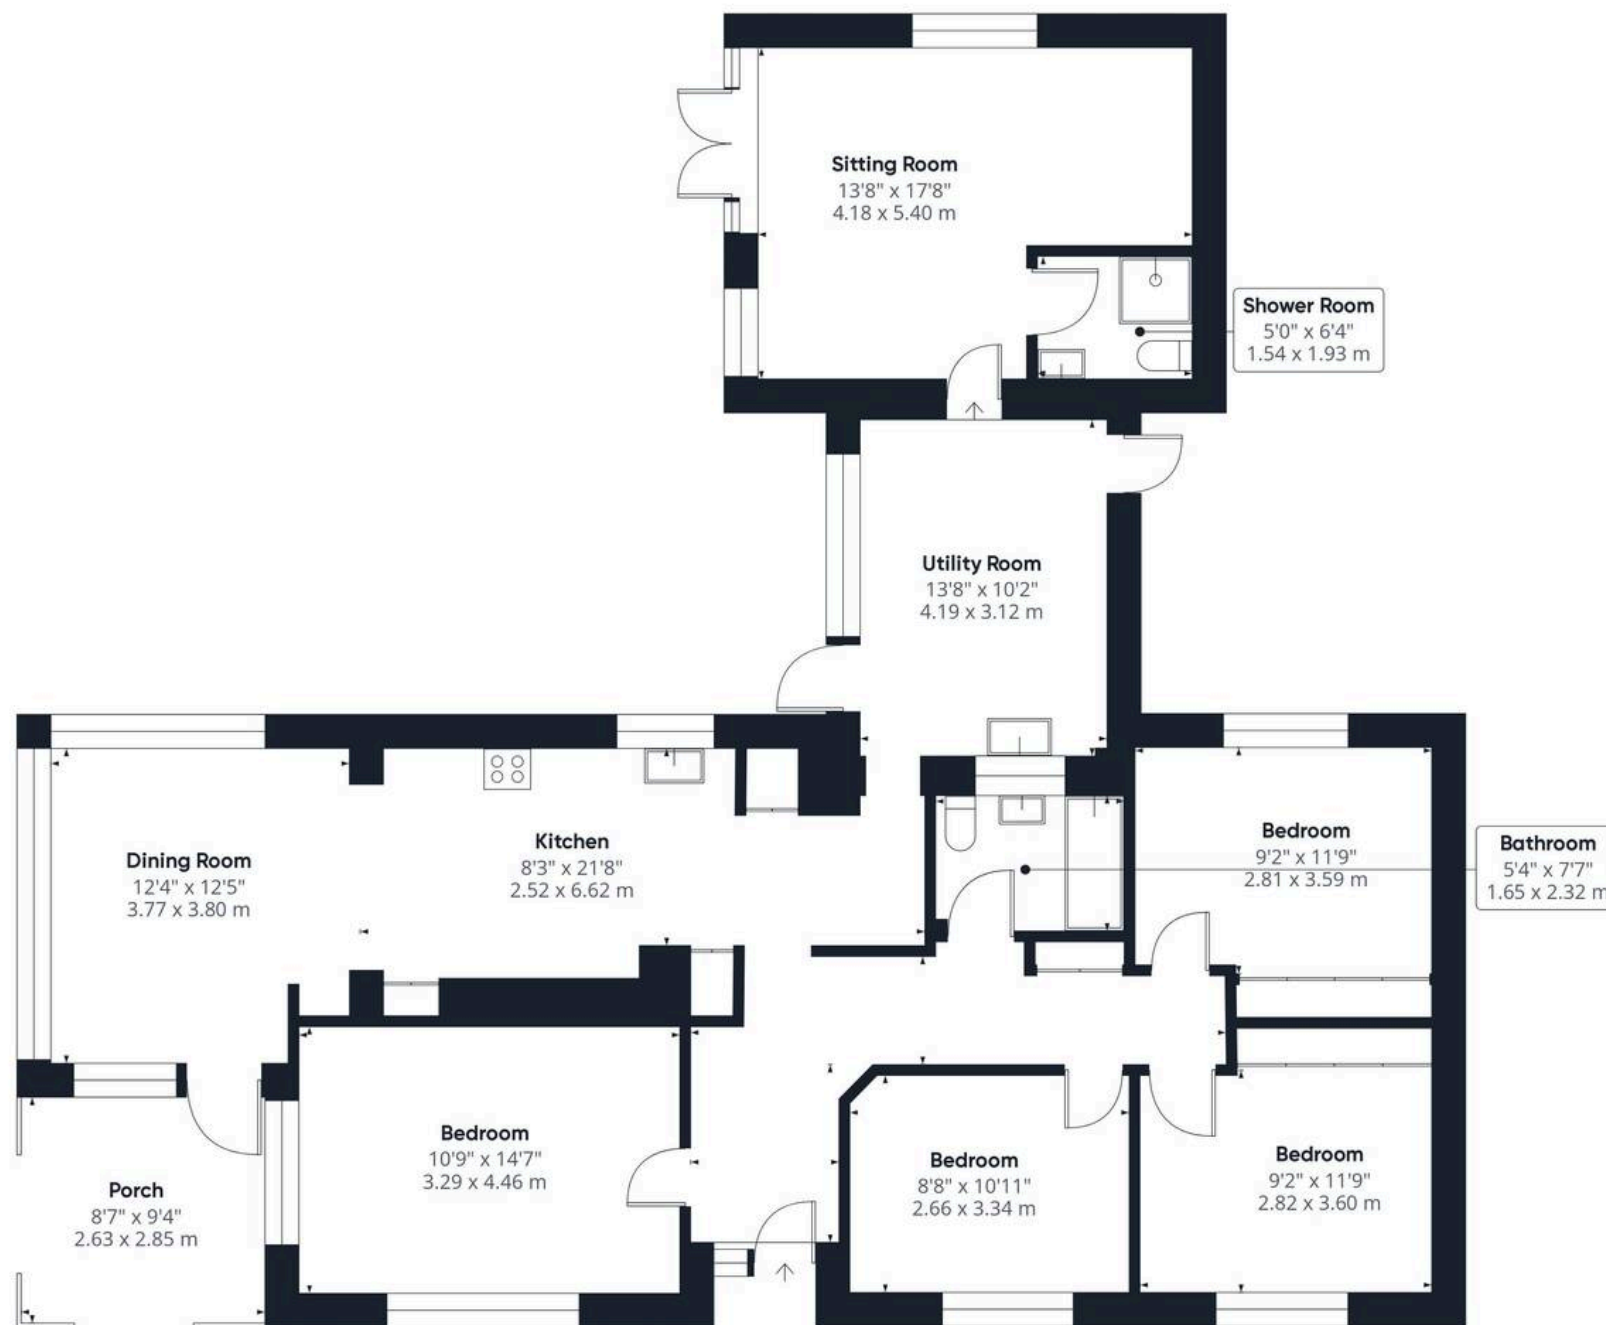 Sitting Room
13'8" x 17'8"
4.18 x 5.40 m
Shower Room
5'0" x 6'4"
1.54 x 1.93 m
Utility Room
13'8" x 10'2"
4.19 x 3.12 m
Dining Room
12'4" x 12'5"
3.77 x 3.80 m
Kitchen
8'3" x 21'8"
2.52 x 6.62 m
Bedroom
9'2" x 11'9"
2.81 x 3.59 m
Bathroom
5'4" x 7'7"
1.65 x 2.32 m
Porch
8'7" x 9'4"
2.63 x 2.85 m
Bedroom
10'9" x 14'7"
3.29 x 4.46 m
Bedroom
8'8" x 10'11"
2.66 x 3.34 m
Bedroom
9'2" x 11'9"
2.82 x 3.60 m